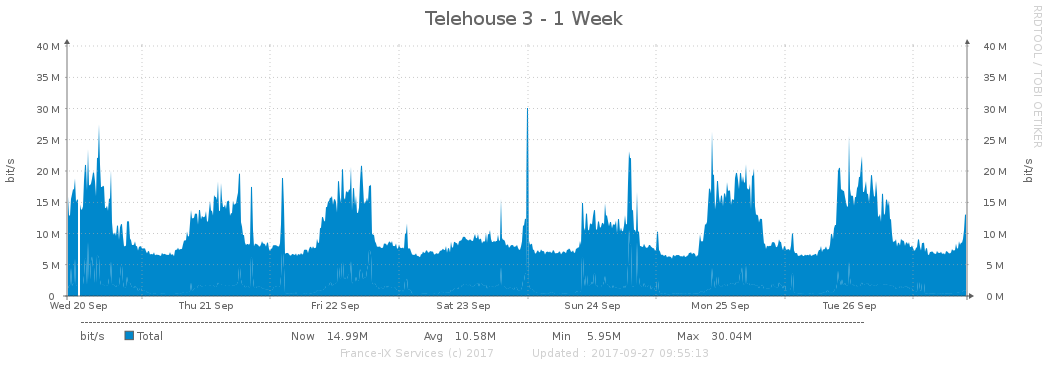 Telehouse 3 - 1 Week
RRDTOOL / TOBI OETIKER
40 M 40 M
35 M 35 M
30 M 30 M
25 M 25 M
20 M 20 M
15 M 15 M
10 M 10 M
5 M 5 M
0 0 M
bit/s bit/s
Wed 20 Sep Thu 21 Sep Fri 22 Sep Sat 23 Sep Sun 24 Sep Mon 25 Sep Tue 26 Sep
bit/s Total Now 14.99M Avg 10.58M Min 5.95M Max 30.04M
France-IX Services (c) 2017 Updated : 2017-09-27 09:55:13